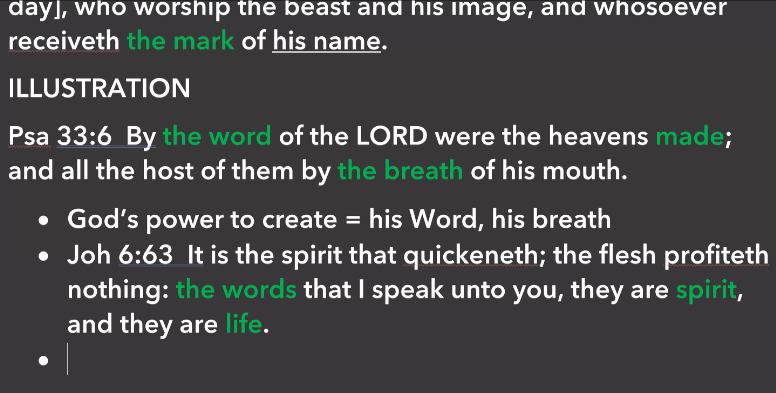 day], who worship the beast and his image, and whosoever
receiveth the mark of his name.
ILLUSTRATION
Psa 33:6  By the word of the LORD were the heavens made;
and all the host of them by the breath of his mouth.
• God’s power to create = his Word, his breath
• Joh 6:63  It is the spirit that quickeneth; the flesh profiteth
nothing: the words that I speak unto you, they are spirit,
and they are life.
•